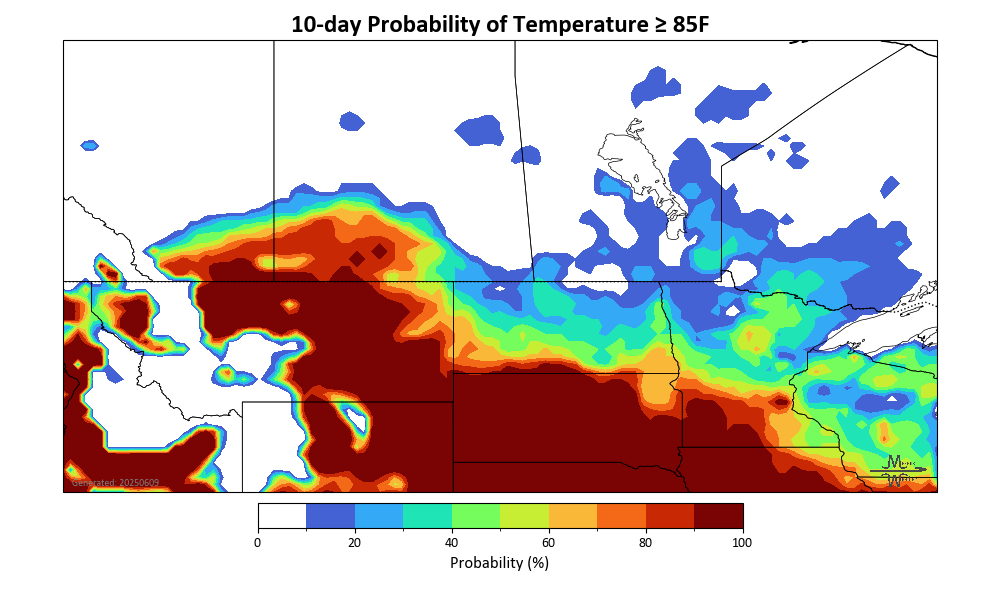 10-day Probability of Temperature ≥ 85F
Generated: 20250609
0 20 40 60 80 100
Probability (%)